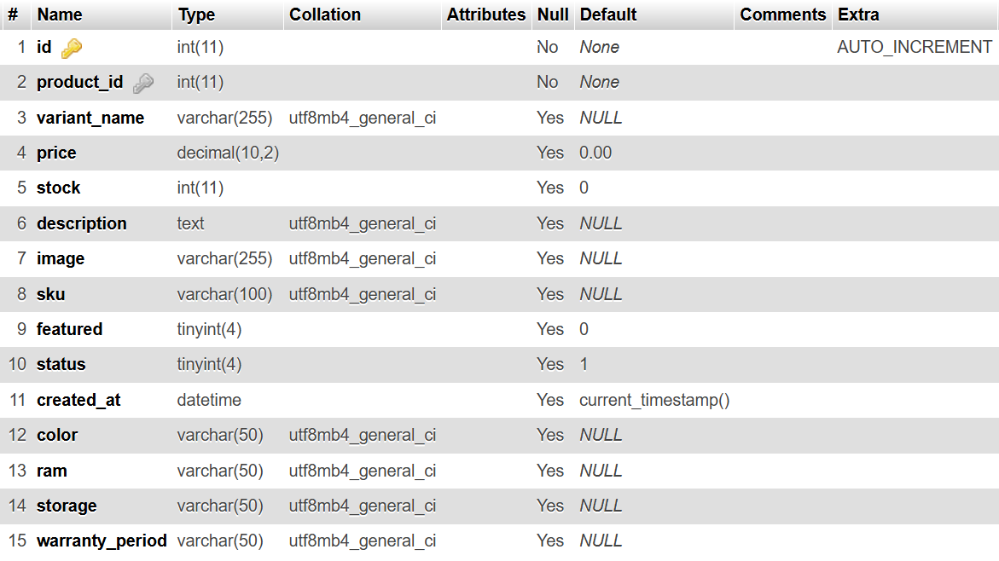 # Name Type Collation Attributes Null Default Comments Extra
1 id int(11) No None AUTO_INCREMENT
2 product_id int(11) No None
3 variant_name varchar(255) utf8mb4_general_ci Yes NULL
4 price decimal(10,2) Yes 0.00
5 stock int(11) Yes 0
6 description text utf8mb4_general_ci Yes NULL
7 image varchar(255) utf8mb4_general_ci Yes NULL
8 sku varchar(100) utf8mb4_general_ci Yes NULL
9 featured tinyint(4) Yes 0
10 status tinyint(4) Yes 1
11 created_at datetime Yes current_timestamp()
12 color varchar(50) utf8mb4_general_ci Yes NULL
13 ram varchar(50) utf8mb4_general_ci Yes NULL
14 storage varchar(50) utf8mb4_general_ci Yes NULL
15 warranty_period varchar(50) utf8mb4_general_ci Yes NULL